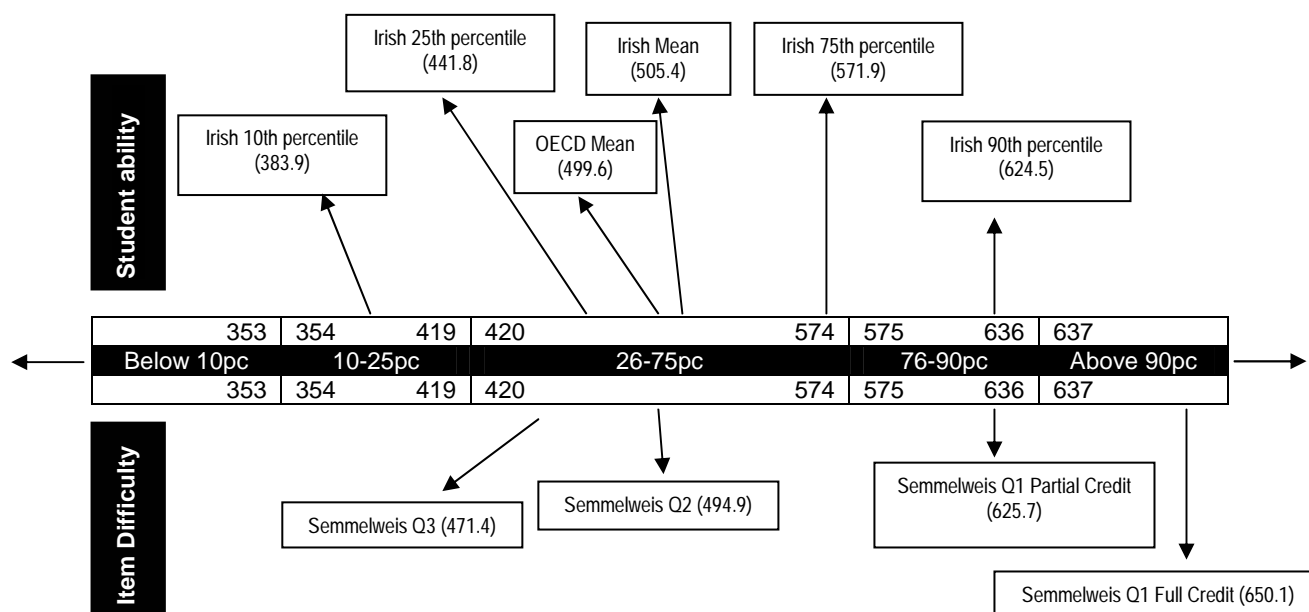 Student ability
Irish 25th percentile
(441.8)
Irish Mean
(505.4)
Irish 75th percentile
(571.9)
Irish 10th percentile
(383.9)
OECD Mean
(499.6)
Irish 90th percentile
(624.5)
353 354 419 420 574 575 636 637
Below 10pc 10-25pc 26-75pc 76-90pc Above 90pc
353 354 419 420 574 575 636 637
Item Difficulty
Semmelweis Q3 (471.4)
Semmelweis Q2 (494.9)
Semmelweis Q1 Partial Credit
(625.7)
Semmelweis Q1 Full Credit (650.1)